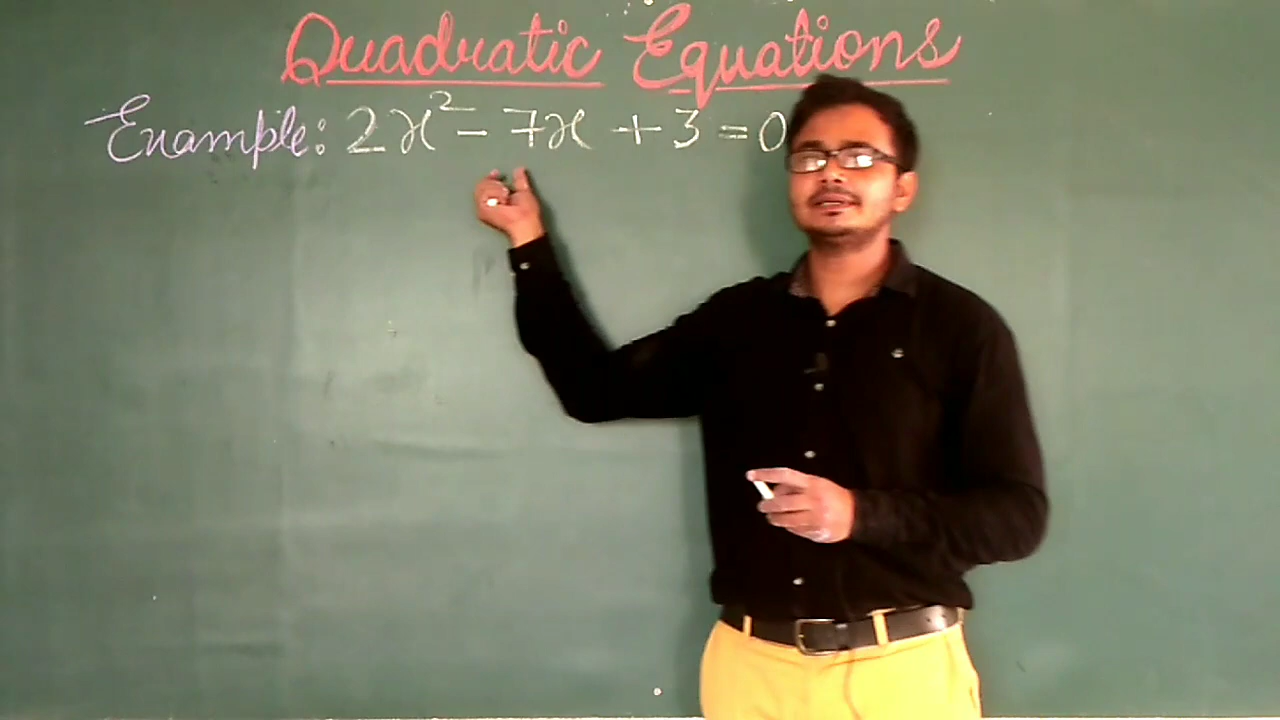 Quadratic Equations
Example: 2x² - 7x + 3 = 0